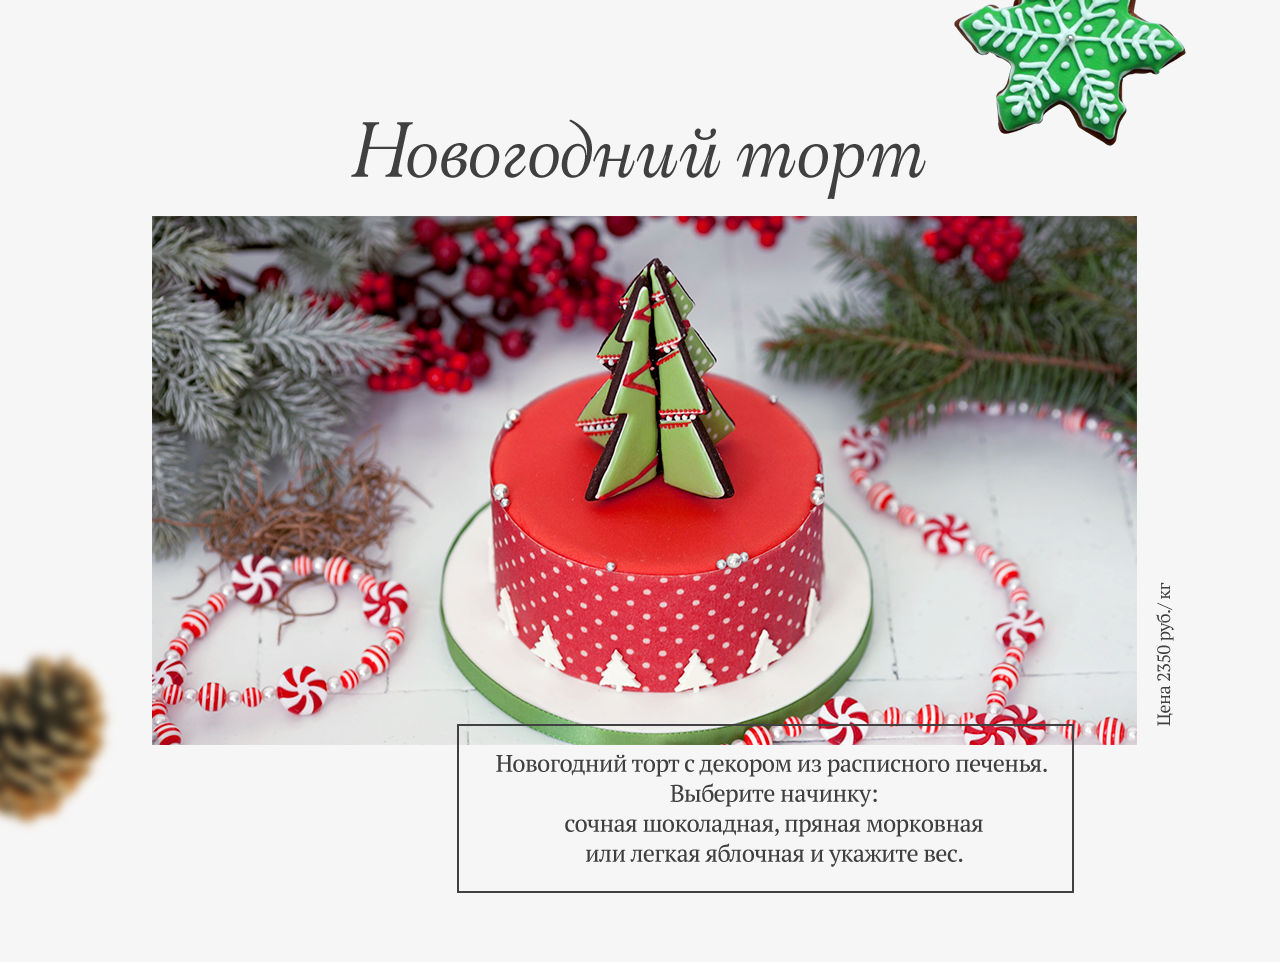 Новогодний торт
Цена 2350 руб./ кг
Новогодний торт с декором из расписного печенья.
Выберите начинку:
сочная шоколадная, пряная морковная
или легкая яблочная и укажите вес.